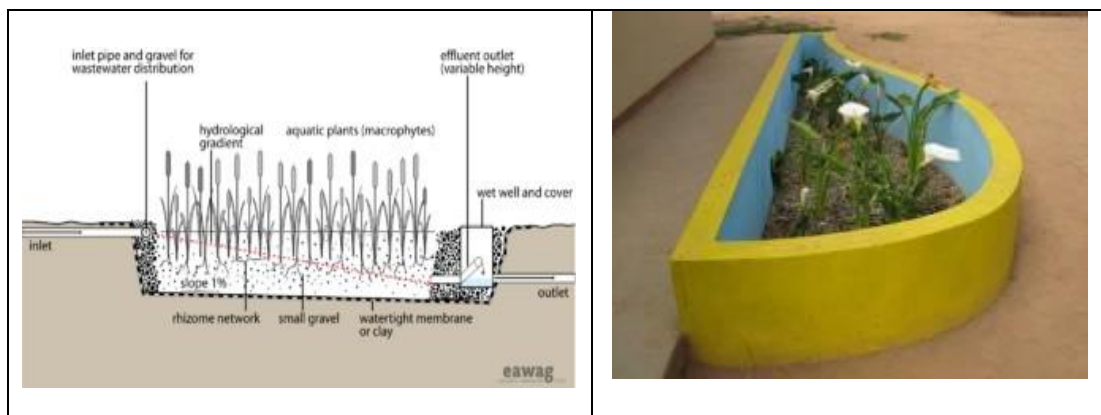 inlet pipe and gravel for
wastewater distribution
effluent outlet
(variable height)
hydrological
gradient
aquatic plants (macrophytes)
wet well and cover
inlet
slope 1%
outlet
rhizome network
small gravel
watertight membrane
or clay
eawag